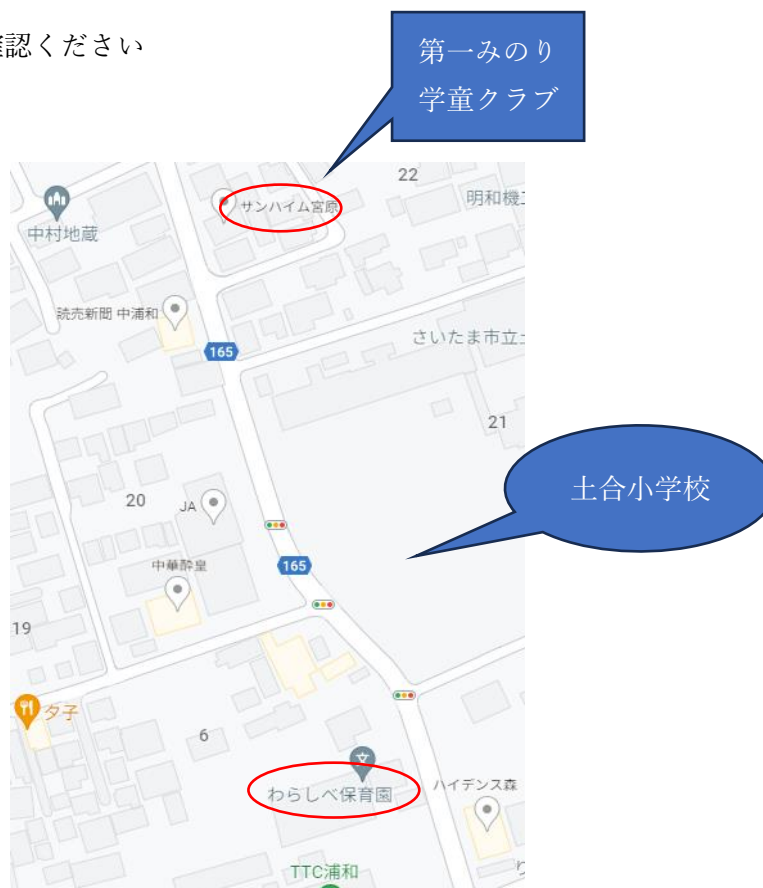 確認ください
第一みのり
学童クラブ
22
明和機工
サンハイム宮原
中村地蔵
読売新聞 中浦和
さいたま市立土
165
21
土合小学校
20
JA
中華酔皇
165
19
夕子
6
わらしべ保育園
ハイデンス森
TTC浦和